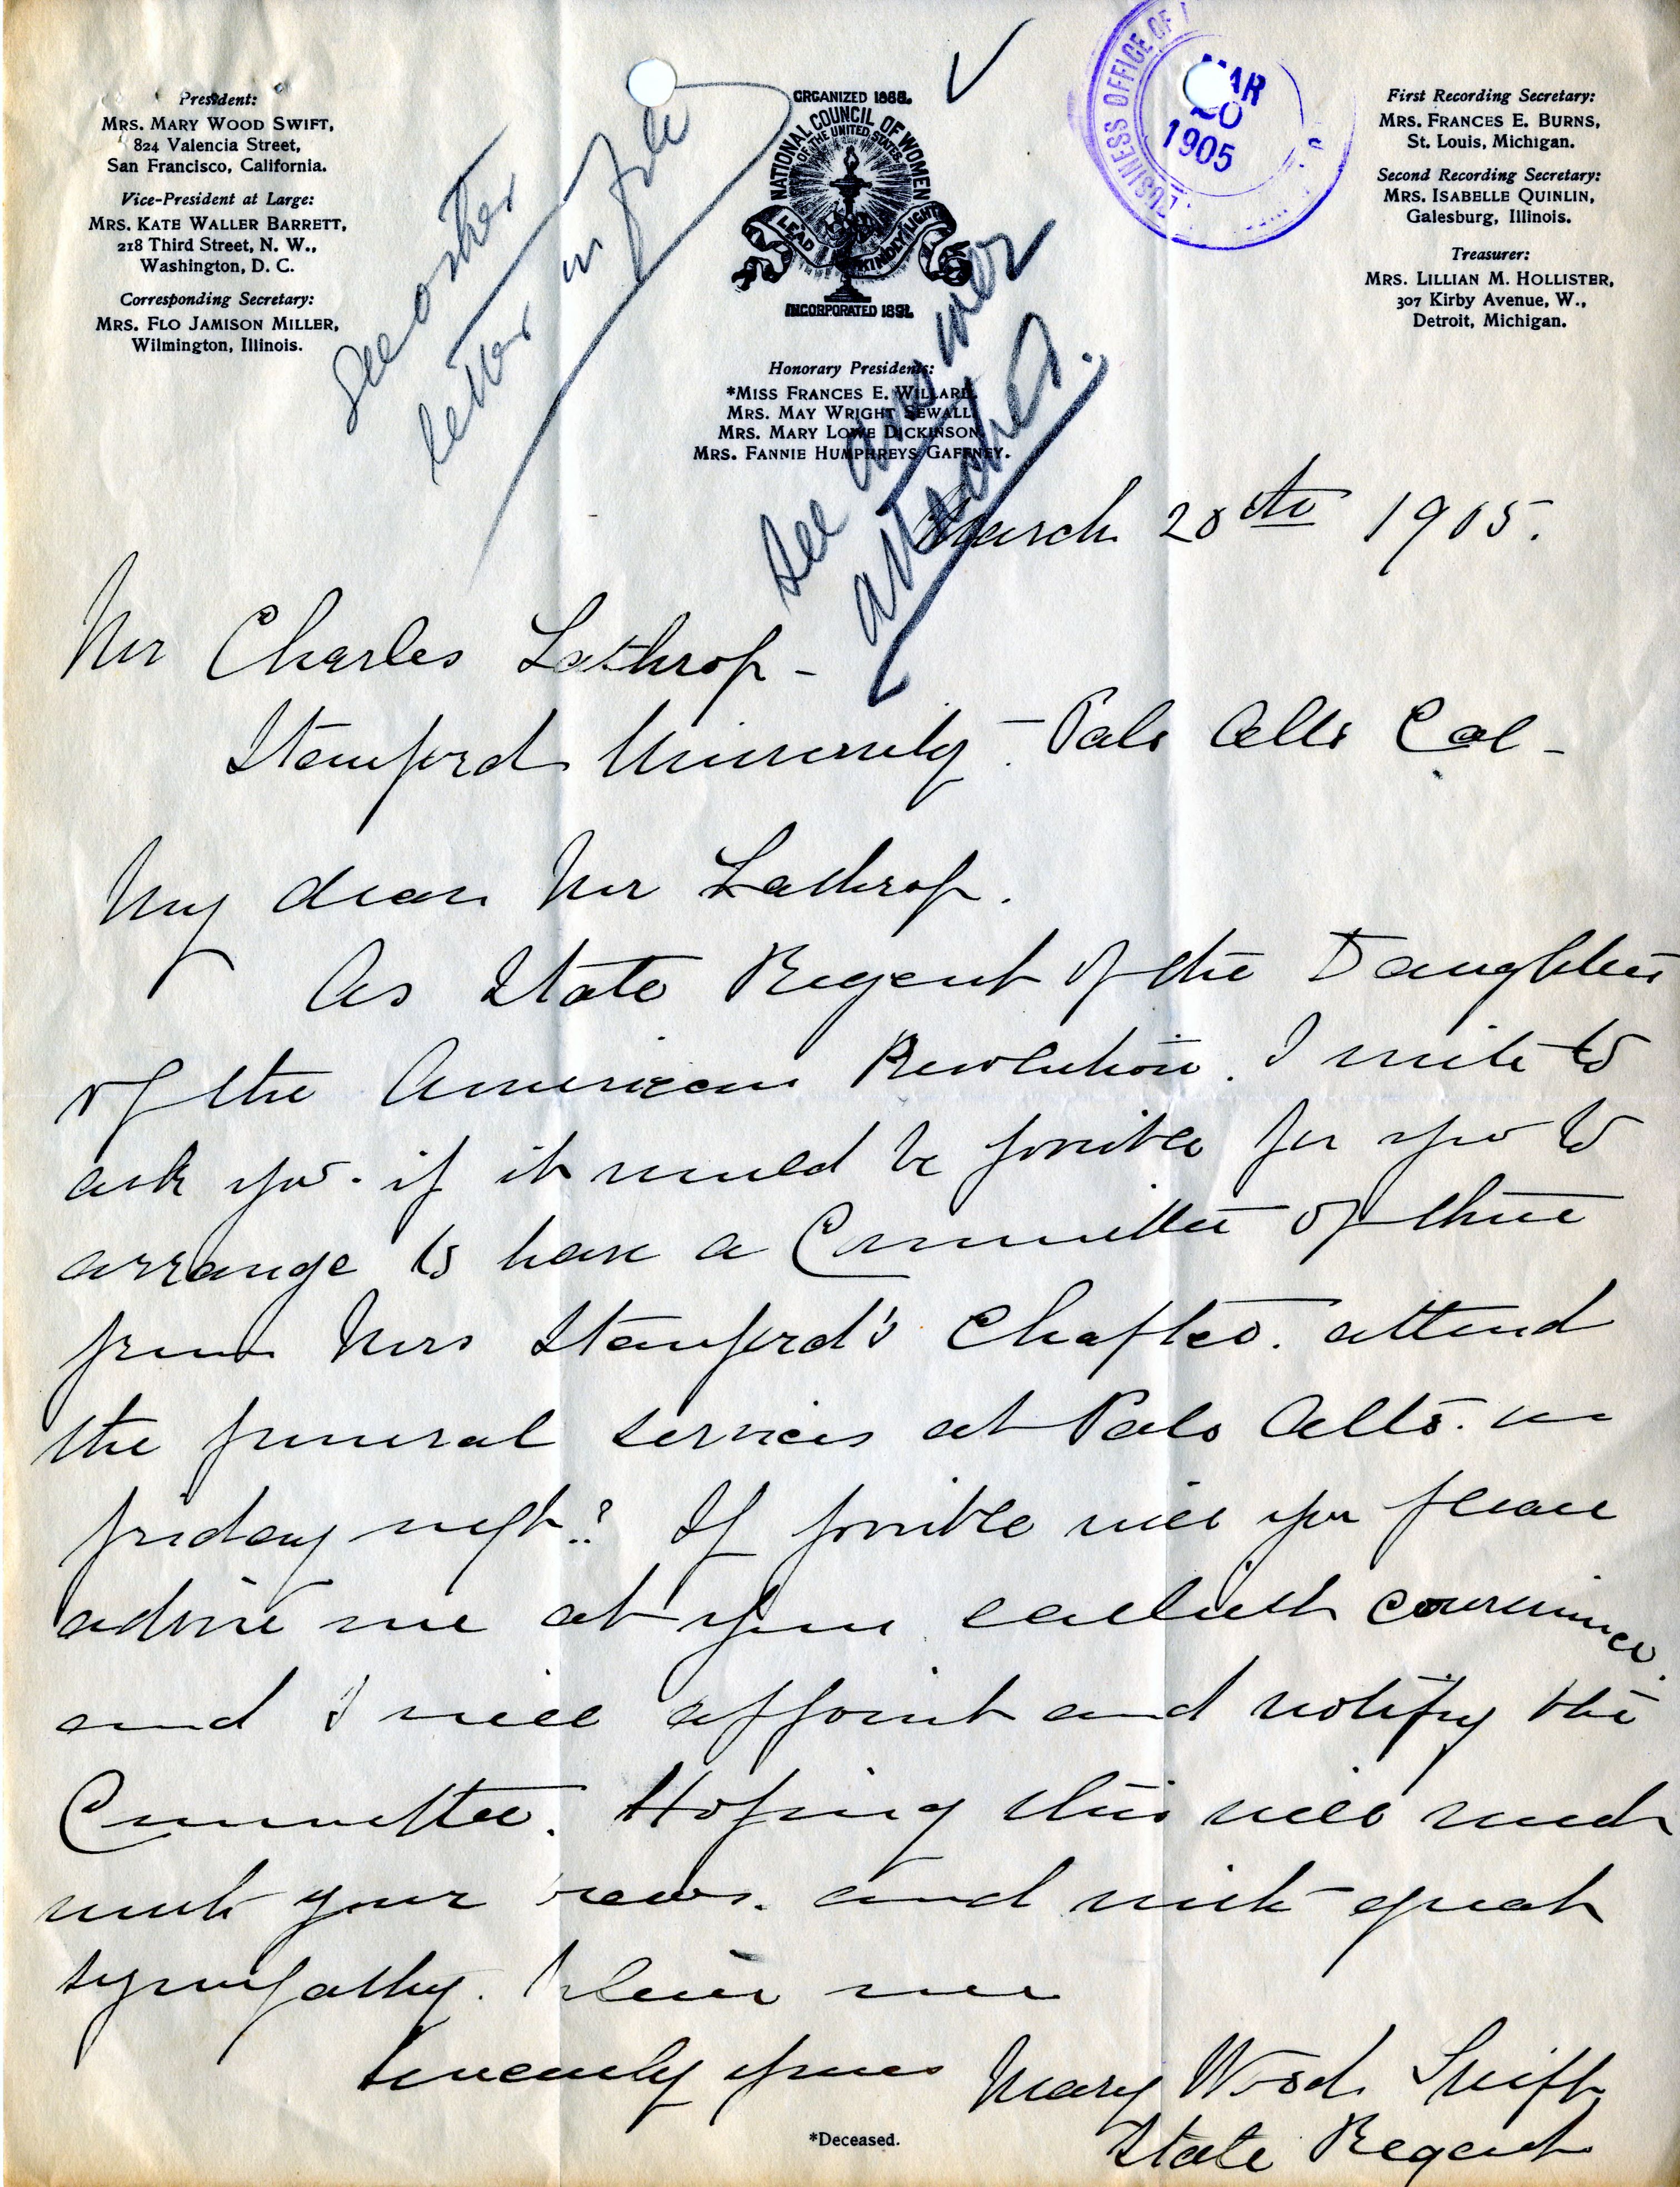 President:
MRS. MARY WOOD SWIFT,
824 Valencia Street,
San Francisco, California.
Vice-President at Large:
MRS. KATE WALLER BARRETT,
218 Third Street, N. W.,
Washington, D. C.
Corresponding Secretary:
MRS. FLO JAMISON MILLER,
Wilmington, Illinois.
see other
letter in file
ORGANIZED 1888.
NATIONAL COUNCIL OF WOMEN
OF THE UNITED STATES
LEAD KINDLY LIGHT
INCORPORATED 1891.
Honorary Presidents:
*MISS FRANCES E. WILLARD,
MRS. MAY WRIGHT SEWALL,
MRS. MARY LOWE DICKINSON,
MRS. FANNIE HUMPHREYS GAFFNEY.
see answer
attached.
BUSINESS OFFICE OF
MAR
20
1905
First Recording Secretary:
MRS. FRANCES E. BURNS,
St. Louis, Michigan.
Second Recording Secretary:
MRS. ISABELLE QUINLIN,
Galesburg, Illinois.
Treasurer:
MRS. LILLIAN M. HOLLISTER,
307 Kirby Avenue, W.,
Detroit, Michigan.
March 20th 1905.
Mr Charles Lathrop -
Stanford University - Palo Alto Cal -
My dear Mr Lathrop.
As State Regent of the Daughters
of the American Revolution. I write to
ask you. if it would be possible for you to
arrange to have a Committee of three
from Mrs Stanford's Chapter. attend
the funeral services at Palo Alto. on
friday next? If possible will you please
advise me at your earliest convenience.
and I will appoint and notify the
Committee. Hoping this will meet
with your views. and with great
sympathy. Believe me
Sincerely yours Mary Wood Swift
State Regent
*Deceased.